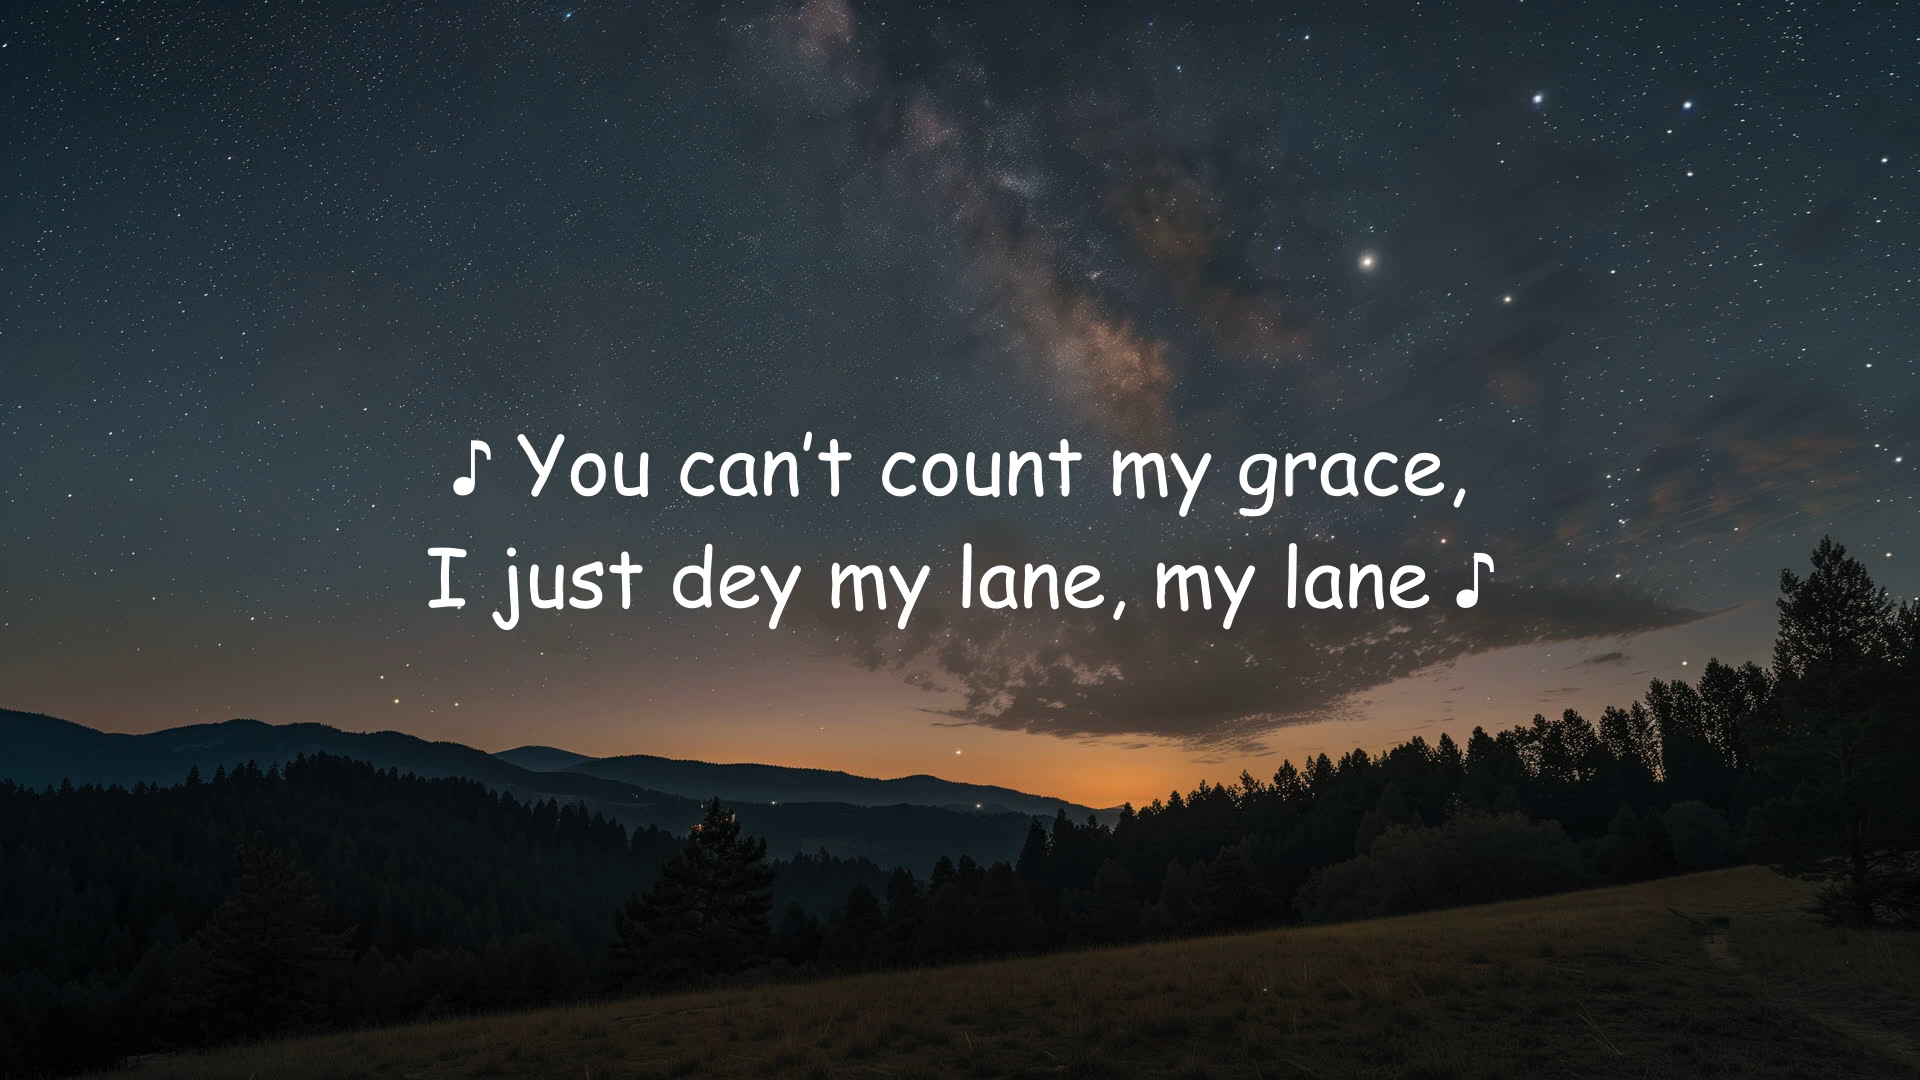 ♪ You can’t count my grace,
I just dey my lane, my lane ♪